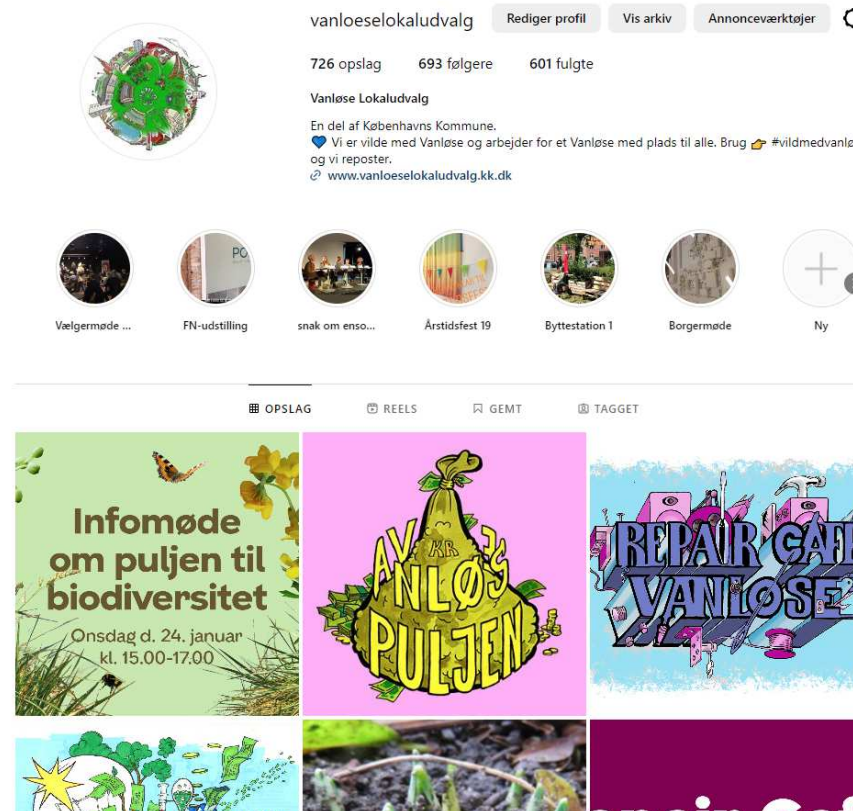 vanloeselokaludvalg Rediger profil Vis arkiv Annonceværktøjer
726 opslag 693 følgere 601 fulgte
Vanløse Lokaludvalg
En del af Københavns Kommune.
💙 Vi er vilde med Vanløse og arbejder for et Vanløse med plads til alle. Brug 👉 #vildmedvanlø
og vi reposter.
www.vanloeselokaludvalg.kk.dk
PO
Vælgermøde ... FN-udstilling snak om enso... Årstidsfest 19 Byttestation 1 Borgermøde Ny
OPSLAG REELS GEMT TAGGET
Infomøde
om puljen til
biodiversitet
Onsdag d. 24. januar
kl. 15.00-17.00
KR
PULJEN
REPAIR CAFE
VANLØSE